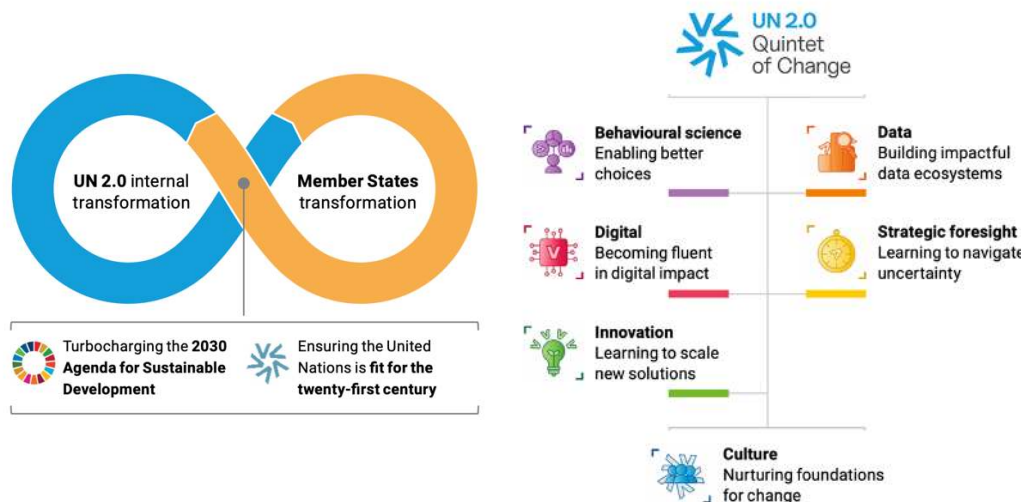 UN 2.0 internal
transformation
Member States
transformation
Turbocharging the 2030
Agenda for Sustainable
Development
Ensuring the United
Nations is fit for the
twenty-first century
UN 2.0
Quintet
of Change
Behavioural science
Enabling better
choices
Data
Building impactful
data ecosystems
Digital
Becoming fluent
in digital impact
Strategic foresight
Learning to navigate
uncertainty
Innovation
Learning to scale
new solutions
Culture
Nurturing foundations
for change